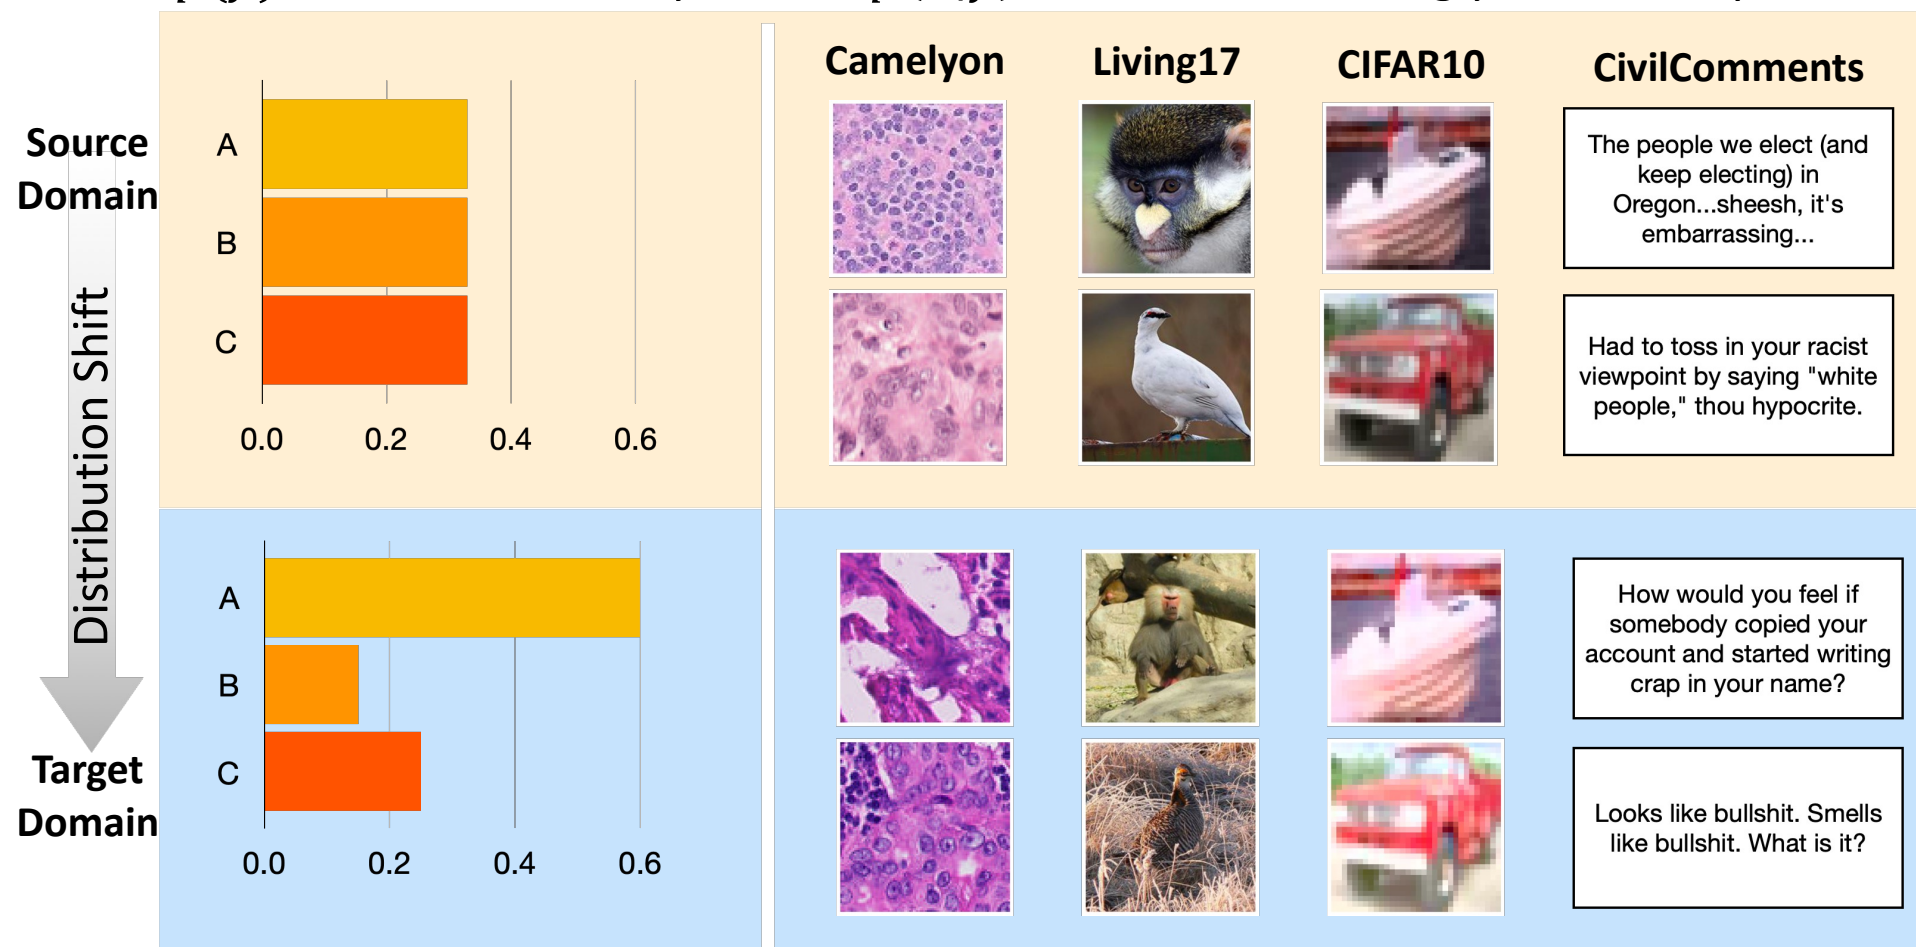 Camelyon
Living17
CIFAR10
CivilComments
Source
Domain
A
B
C
0.0 0.2 0.4 0.6
The people we elect (and
keep electing) in
Oregon...sheesh, it's
embarrassing...
Had to toss in your racist
viewpoint by saying "white
people," thou hypocrite.
Distribution Shift
Target
Domain
A
B
C
0.0 0.2 0.4 0.6
How would you feel if
somebody copied your
account and started writing
crap in your name?
Looks like bullshit. Smells
like bullshit. What is it?